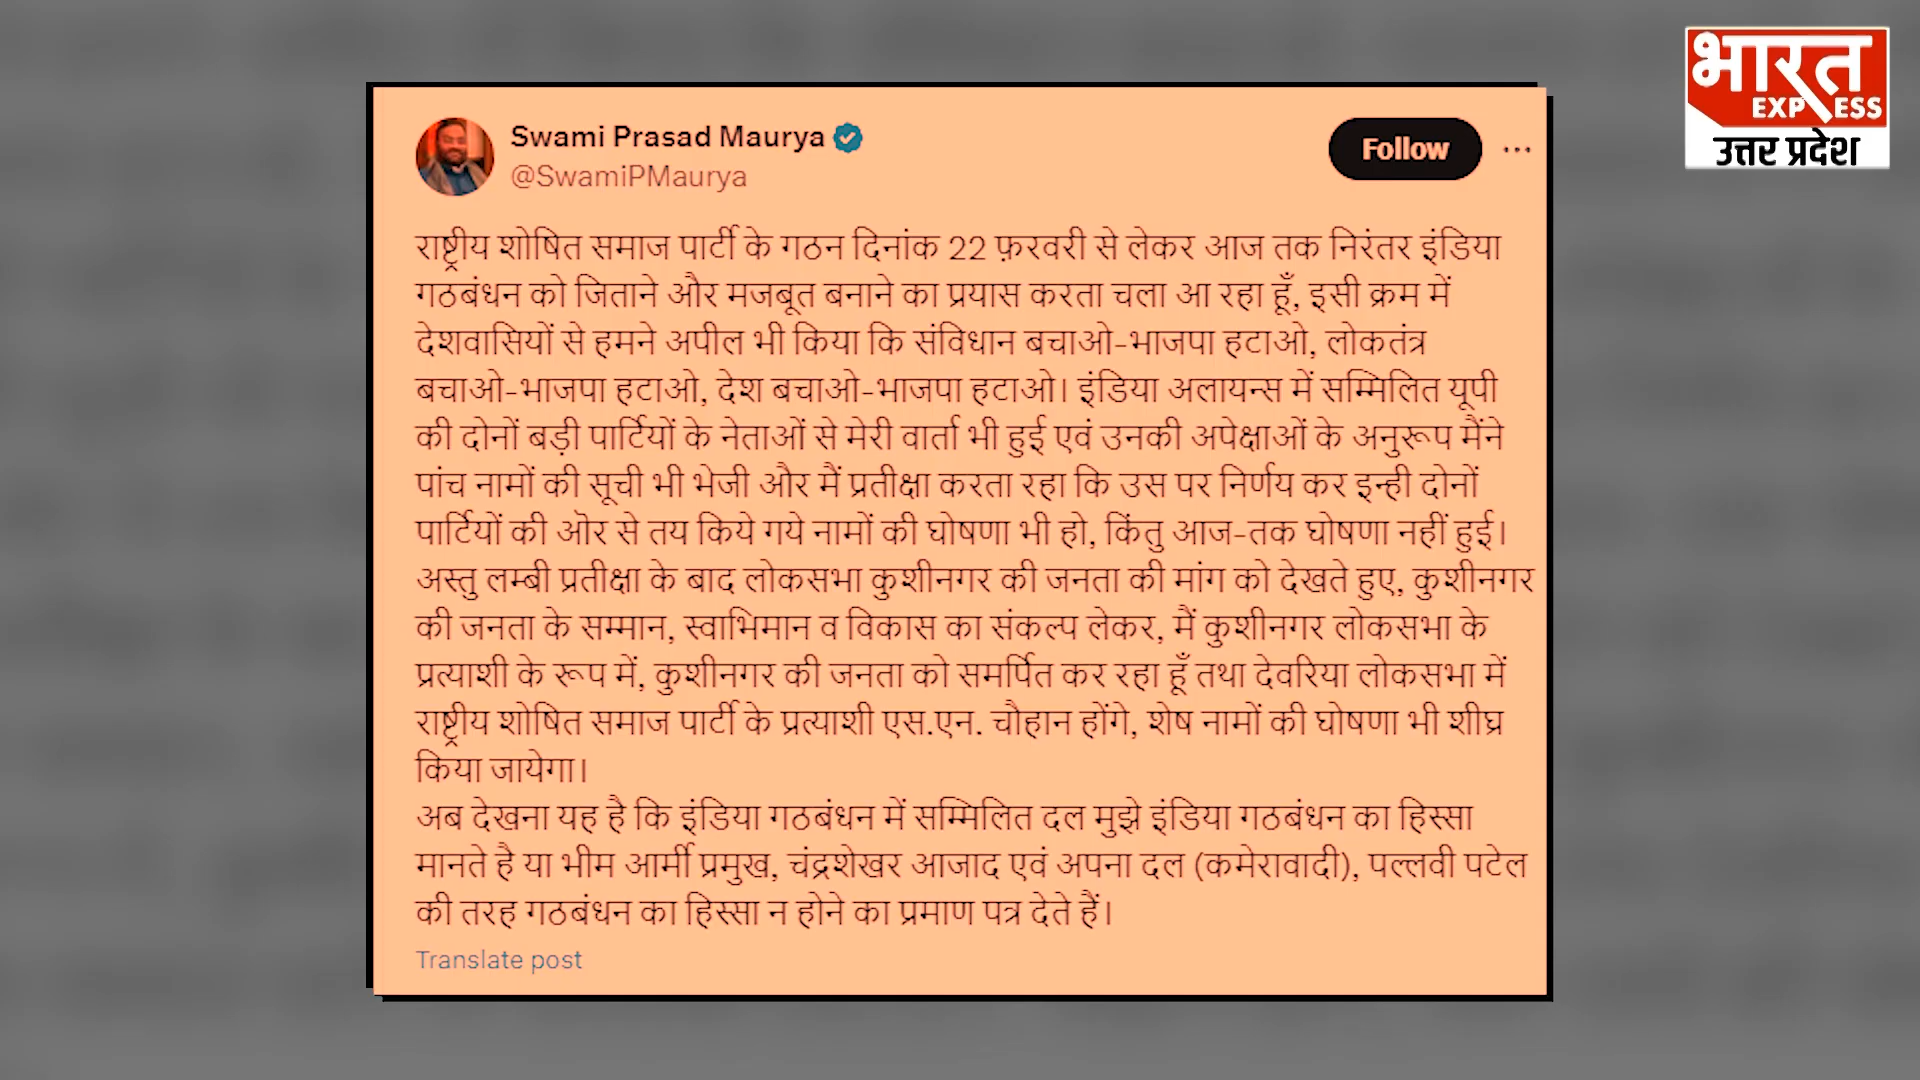 भारत
EXPRESS
उत्तर प्रदेश
Swami Prasad Maurya
@SwamiPMaurya
Follow
...
राष्ट्रीय शोषित समाज पार्टी के गठन दिनांक 22 फ़रवरी से लेकर आज तक निरंतर इंडिया
गठबंधन को जिताने और मजबूत बनाने का प्रयास करता चला आ रहा हूँ, इसी क्रम में
देशवासियों से हमने अपील भी किया कि संविधान बचाओ-भाजपा हटाओ, लोकतंत्र
बचाओ-भाजपा हटाओ, देश बचाओ-भाजपा हटाओ। इंडिया अलायन्स में सम्मिलित यूपी
की दोनों बड़ी पार्टियों के नेताओं से मेरी वार्ता भी हुई एवं उनकी अपेक्षाओं के अनुरूप मैंने
पांच नामों की सूची भी भेजी और मैं प्रतीक्षा करता रहा कि उस पर निर्णय कर इन्ही दोनों
पार्टियों की ऒर से तय किये गये नामों की घोषणा भी हो, किंतु आज-तक घोषणा नहीं हुई।
अस्तु लम्बी प्रतीक्षा के बाद लोकसभा कुशीनगर की जनता की मांग को देखते हुए, कुशीनगर
की जनता के सम्मान, स्वाभिमान व विकास का संकल्प लेकर, मैं कुशीनगर लोकसभा के
प्रत्याशी के रूप में, कुशीनगर की जनता को समर्पित कर रहा हूँ तथा देवरिया लोकसभा में
राष्ट्रीय शोषित समाज पार्टी के प्रत्याशी एस.एन. चौहान होंगे, शेष नामों की घोषणा भी शीघ्र
किया जायेगा।
अब देखना यह है कि इंडिया गठबंधन में सम्मिलित दल मुझे इंडिया गठबंधन का हिस्सा
मानते है या भीम आर्मी प्रमुख, चंद्रशेखर आजाद एवं अपना दल (कमेरावादी), पल्लवी पटेल
की तरह गठबंधन का हिस्सा न होने का प्रमाण पत्र देते हैं।
Translate post